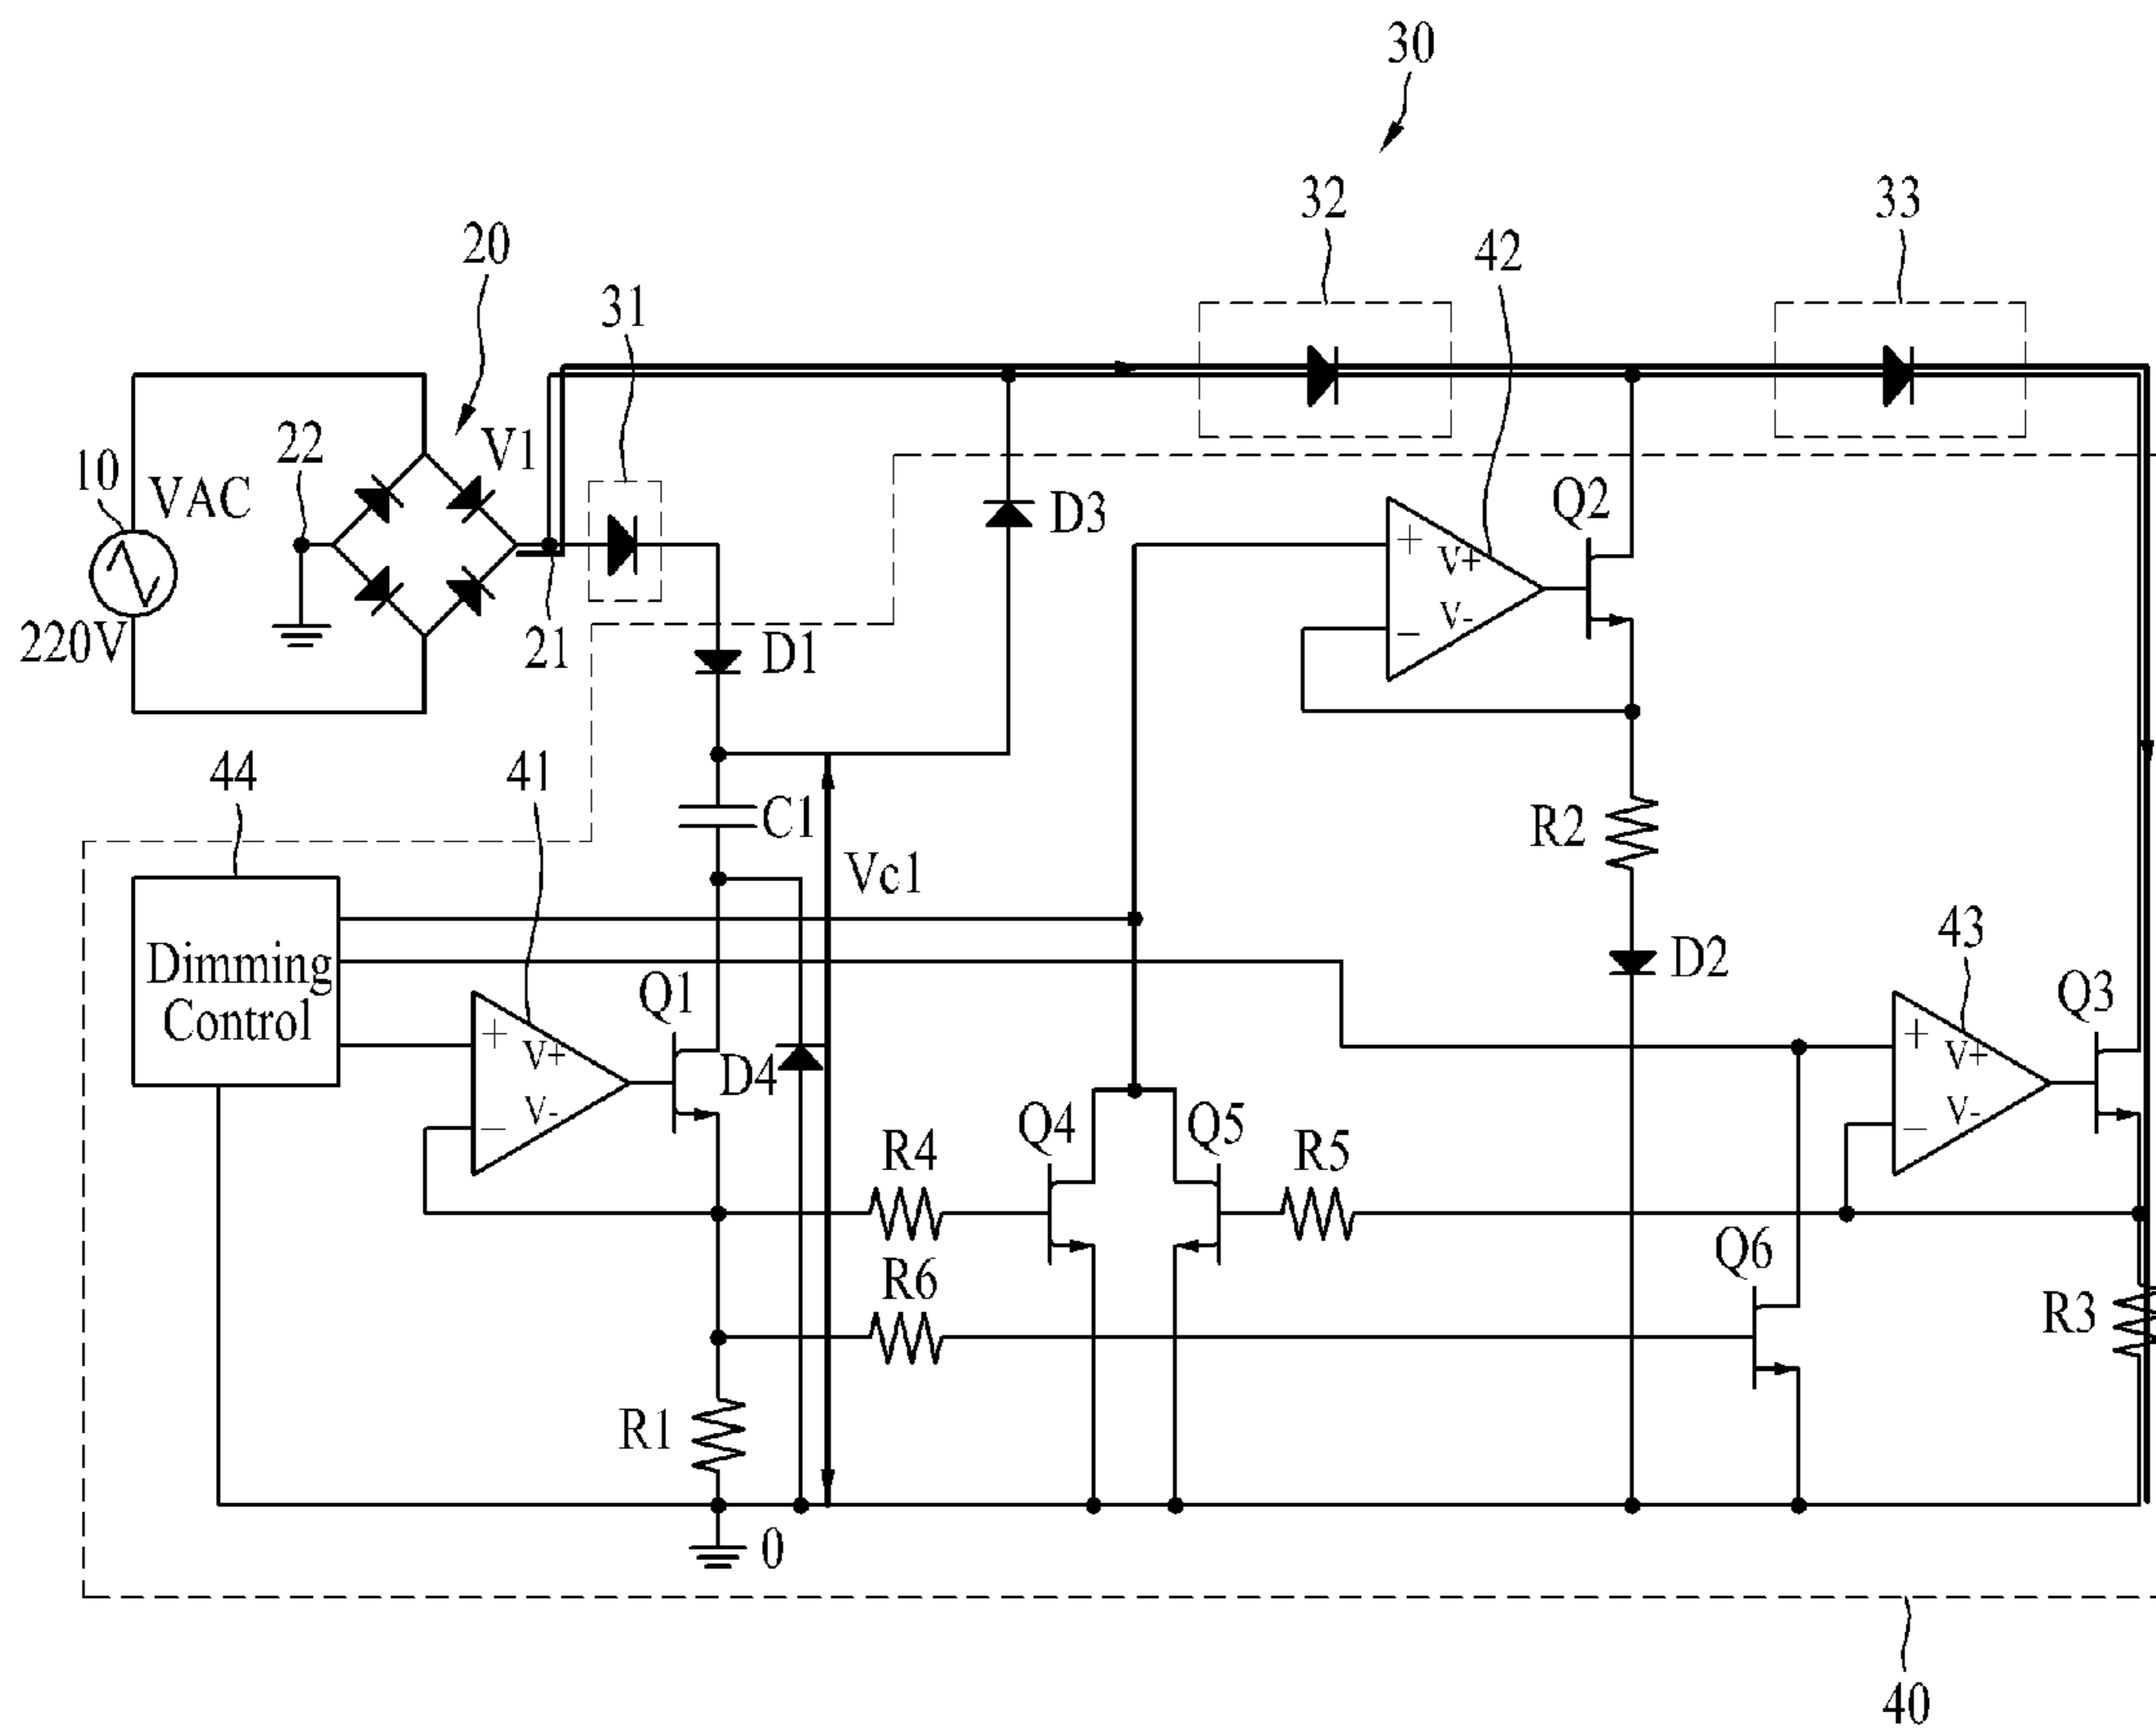 30
32
33
20
42
31
22
V1
10
VAC
Q2
D3
+
V+
V-
−
220V
21
D1
44
41
C1
R2
Vc1
43
Dimming
Control
Q1
D2
Q3
+
V+
V-
−
D4
+
V+
V-
−
Q4
Q5
R4
R5
R6
Q6
R3
R1
0
40